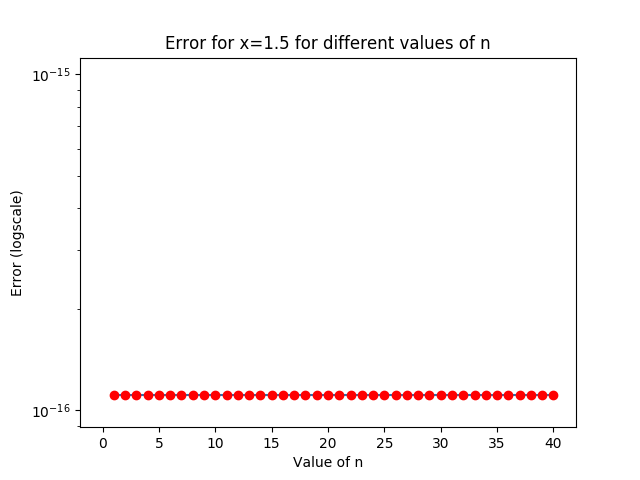 Error for x=1.5 for different values of n
10⁻¹⁵
Error (logscale)
10⁻¹⁶
0 5 10 15 20 25 30 35 40
Value of n